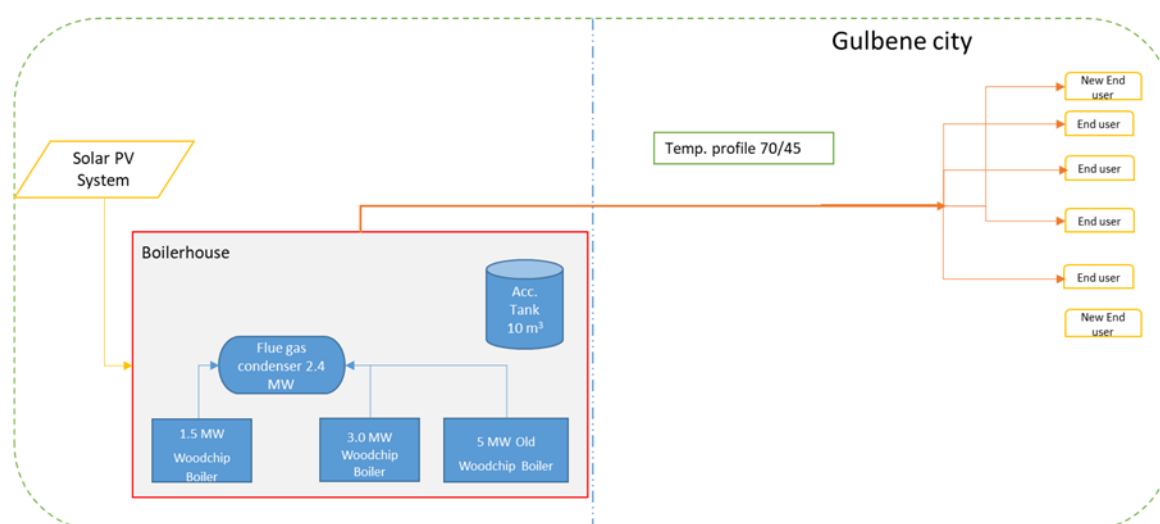 Gulbene city
Solar PV
System
Temp. profile 70/45
New End
user
End user
End user
End user
End user
New End
user
Boilerhouse
Acc.
Tank
10 m³
Flue gas
condenser 2.4
MW
1.5 MW
Woodchip
Boiler
3.0 MW
Woodchip
Boiler
5 MW Old
Woodchip Boiler